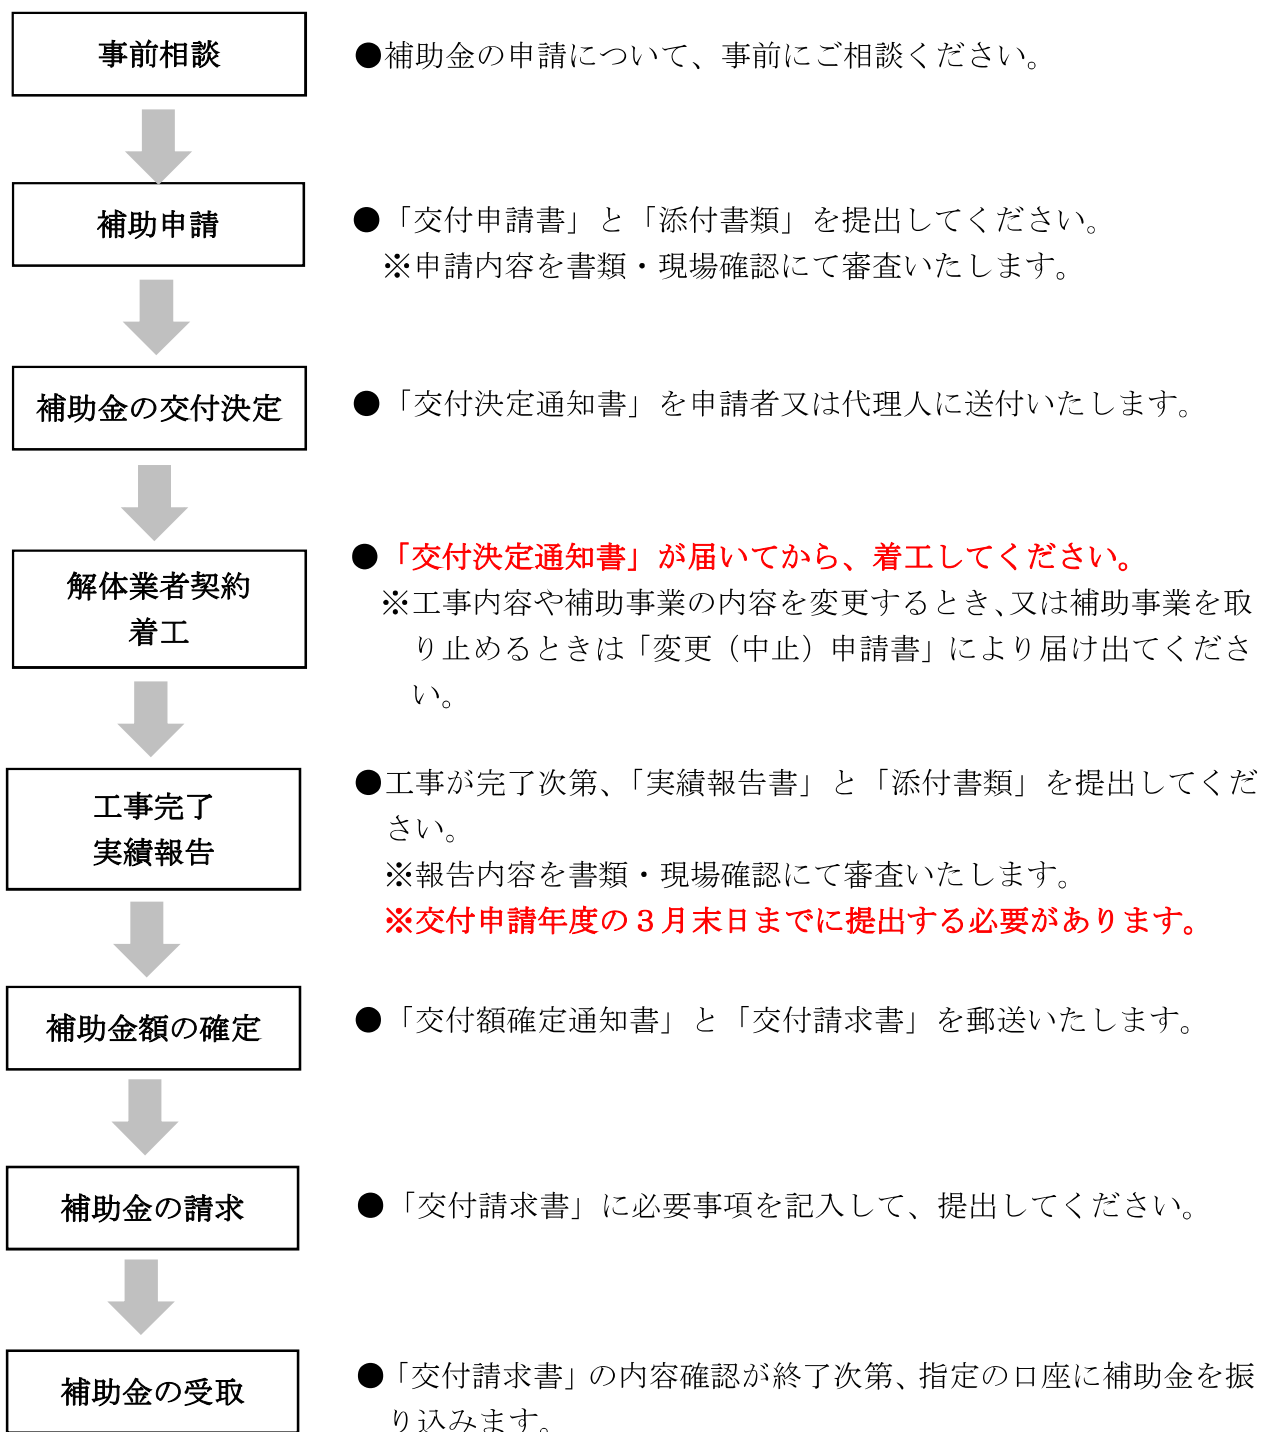 事前相談
●補助金の申請について、事前にご相談ください。
補助申請
●「交付申請書」と「添付書類」を提出してください。
※申請内容を書類・現場確認にて審査いたします。
補助金の交付決定
●「交付決定通知書」を申請者又は代理人に送付いたします。
解体業者契約
着工
●「交付決定通知書」が届いてから、着工してください。
※工事内容や補助事業の内容を変更するとき、又は補助事業を取
り止めるときは「変更（中止）申請書」により届け出てくださ
い。
工事完了
実績報告
●工事が完了次第、「実績報告書」と「添付書類」を提出してくだ
さい。
※報告内容を書類・現場確認にて審査いたします。
※交付申請年度の３月末日までに提出する必要があります。
補助金額の確定
●「交付額確定通知書」と「交付請求書」を郵送いたします。
補助金の請求
●「交付請求書」に必要事項を記入して、提出してください。
補助金の受取
●「交付請求書」の内容確認が終了次第、指定の口座に補助金を振
り込みます。